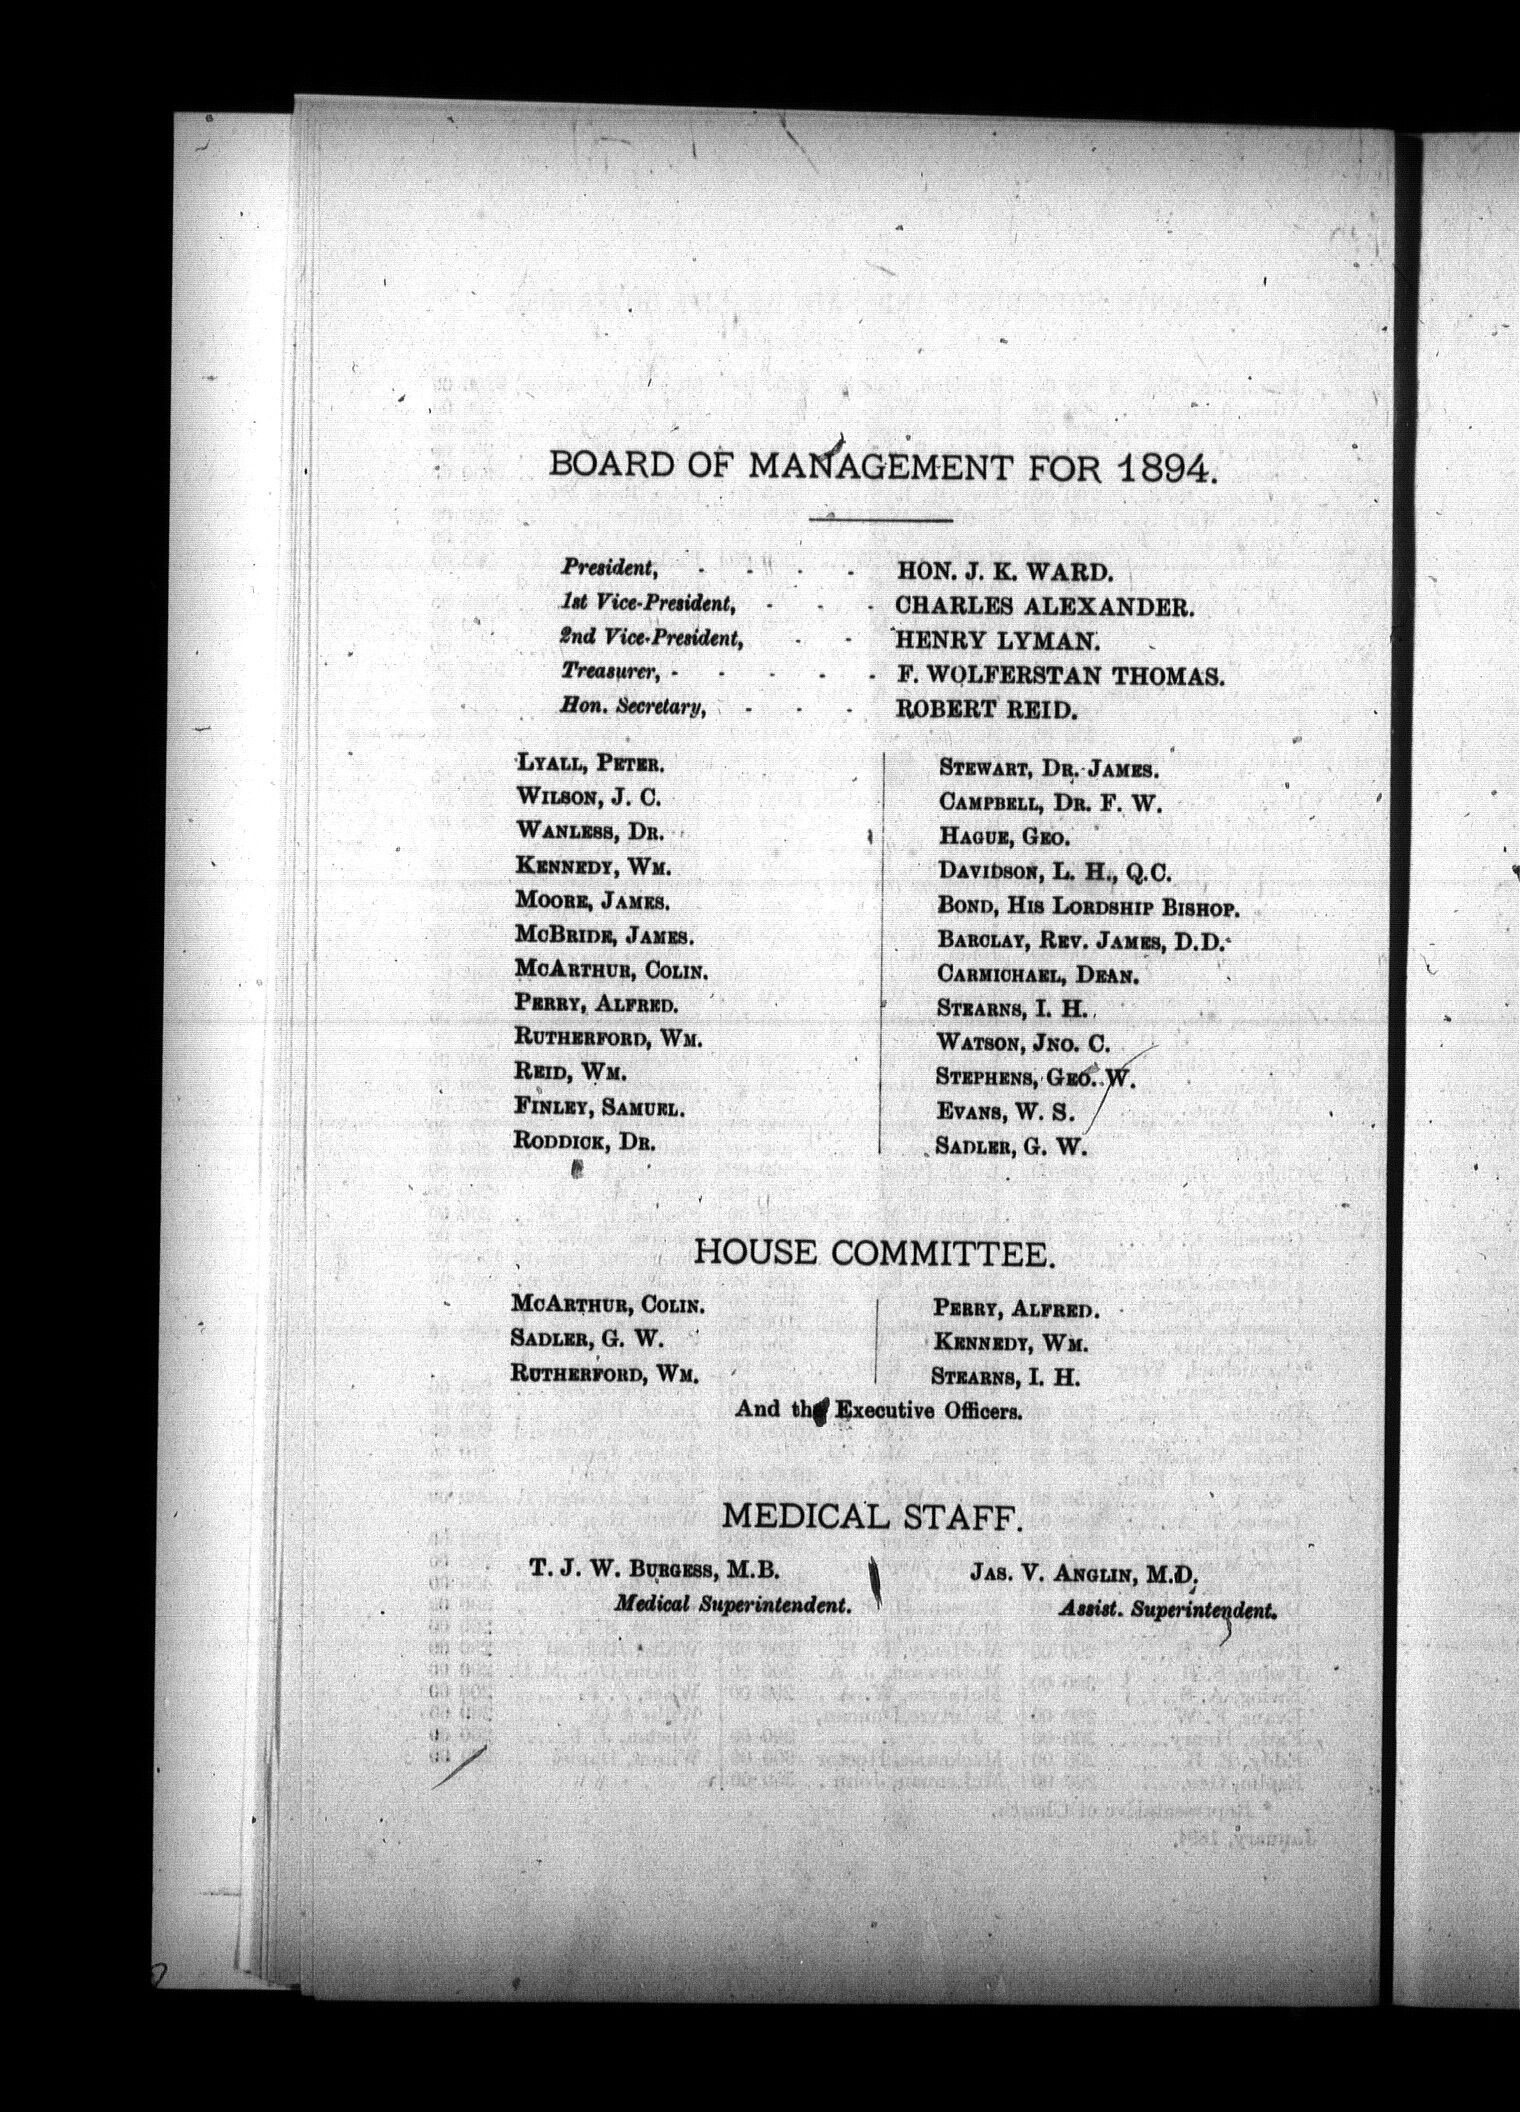 BOARD OF MANAGEMENT FOR 1894.
President, - - - - HON. J. K. WARD.
1st Vice-President, - - - CHARLES ALEXANDER.
2nd Vice-President, - - HENRY LYMAN.
Treasurer, - - - - - F. WOLFERSTAN THOMAS.
Hon. Secretary, - - - ROBERT REID.
LYALL, PETER.
WILSON, J. C.
WANLESS, DR.
KENNEDY, WM.
MOORE, JAMES.
MCBRIDE, JAMES.
MCARTHUR, COLIN.
PERRY, ALFRED.
RUTHERFORD, WM.
REID, WM.
FINLEY, SAMUEL.
RODDICK, DR.
STEWART, DR. JAMES.
CAMPBELL, DR. F. W.
HAGUE, GEO.
DAVIDSON, L. H., Q.C.
BOND, HIS LORDSHIP BISHOP.
BARCLAY, REV. JAMES, D.D.
CARMICHAEL, DEAN.
STEARNS, I. H.
WATSON, JNO. C.
STEPHENS, GEO. W.
EVANS, W. S.
SADLER, G. W.
HOUSE COMMITTEE.
MCARTHUR, COLIN.
SADLER, G. W.
RUTHERFORD, WM.
PERRY, ALFRED.
KENNEDY, WM.
STEARNS, I. H.
And the Executive Officers.
MEDICAL STAFF.
T. J. W. BURGESS, M.B.
Medical Superintendent.
JAS. V. ANGLIN, M.D.
Assist. Superintendent.